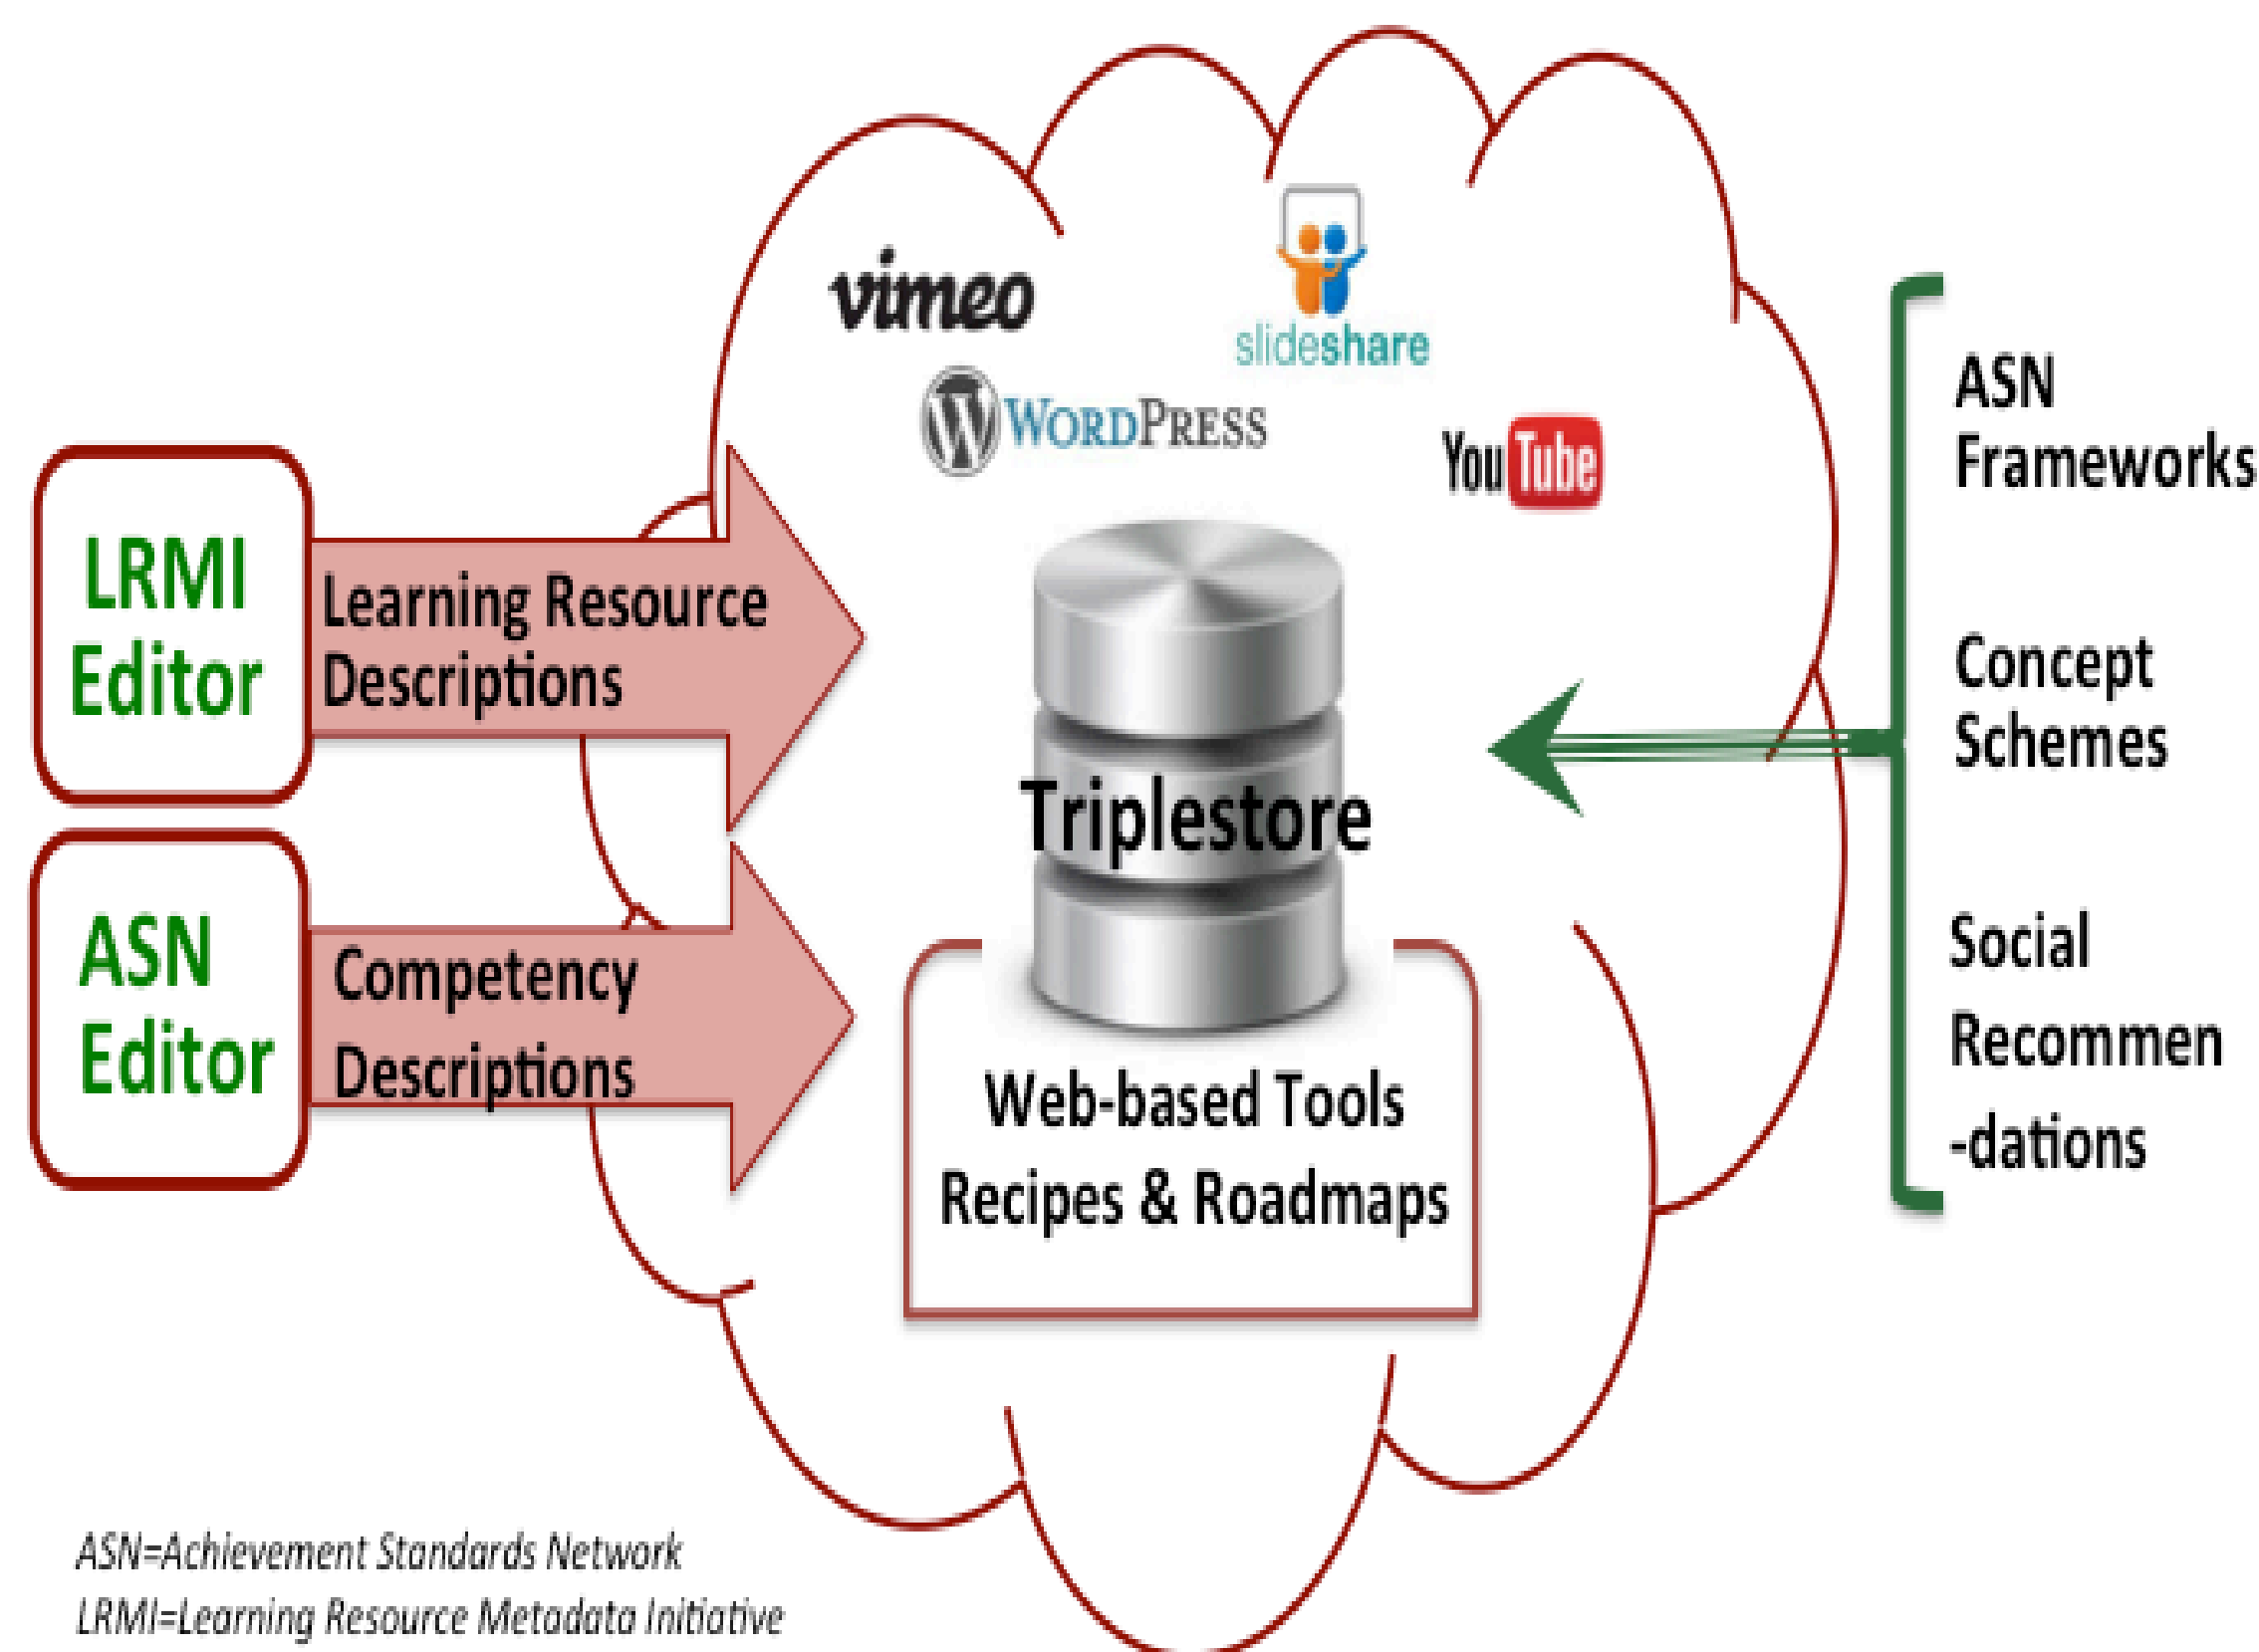 vimeo
slideshare
WORDPRESS
YouTube
LRMI
Editor
Learning Resource
Descriptions
ASN
Editor
Competency
Descriptions
Triplestore
Web-based Tools
Recipes & Roadmaps
ASN
Frameworks
Concept
Schemes
Social
Recommen
-dations
ASN=Achievement Standards Network
LRMI=Learning Resource Metadata Initiative